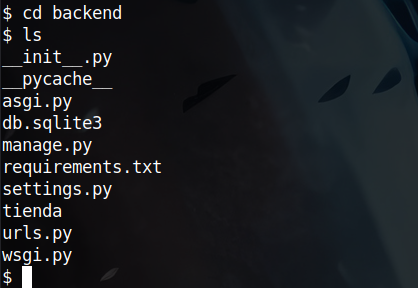 $ cd backend
$ ls
__init__.py
__pycache__
asgi.py
db.sqlite3
manage.py
requirements.txt
settings.py
tienda
urls.py
wsgi.py
$